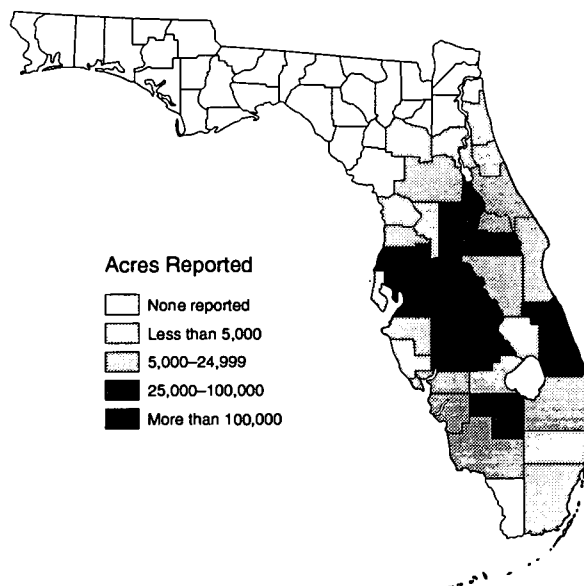 Acres Reported
None reported
Less than 5,000
5,000–24,999
25,000–100,000
More than 100,000